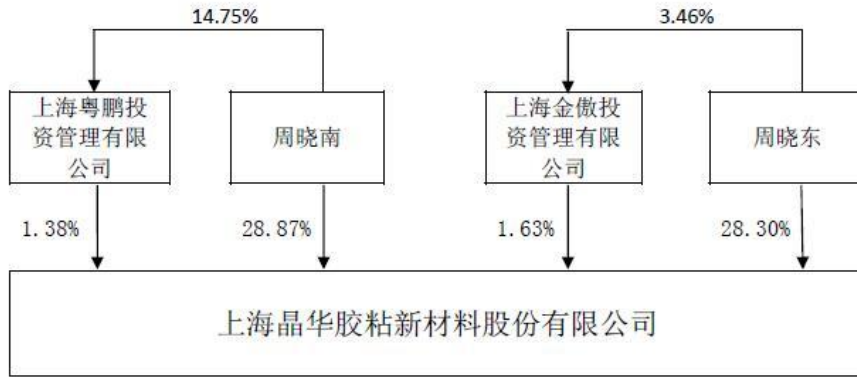 14.75%
3.46%
上海粤鹏投
资管理有限
公司
周晓南
上海金傲投
资管理有限
公司
周晓东
1.38%
28.87%
1.63%
28.30%
上海晶华胶粘新材料股份有限公司